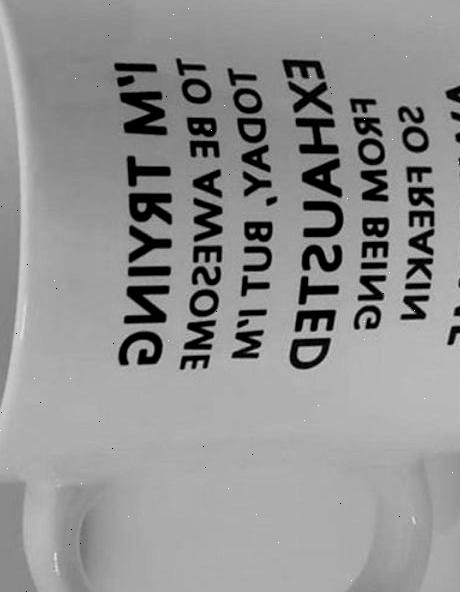 I'M TRYING
TO BE AWESOME
TODAY, BUT I'M
EXHAUSTED
FROM BEING
SO FREAKIN